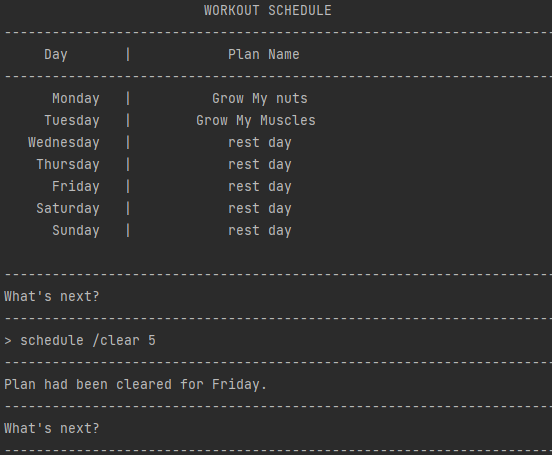 WORKOUT SCHEDULE
--------------------------------------------------------------------
Day | Plan Name
--------------------------------------------------------------------
Monday | Grow My nuts
Tuesday | Grow My Muscles
Wednesday | rest day
Thursday | rest day
Friday | rest day
Saturday | rest day
Sunday | rest day
--------------------------------------------------------------------
What's next?
--------------------------------------------------------------------
> schedule /clear 5
--------------------------------------------------------------------
Plan had been cleared for Friday.
--------------------------------------------------------------------
What's next?
--------------------------------------------------------------------